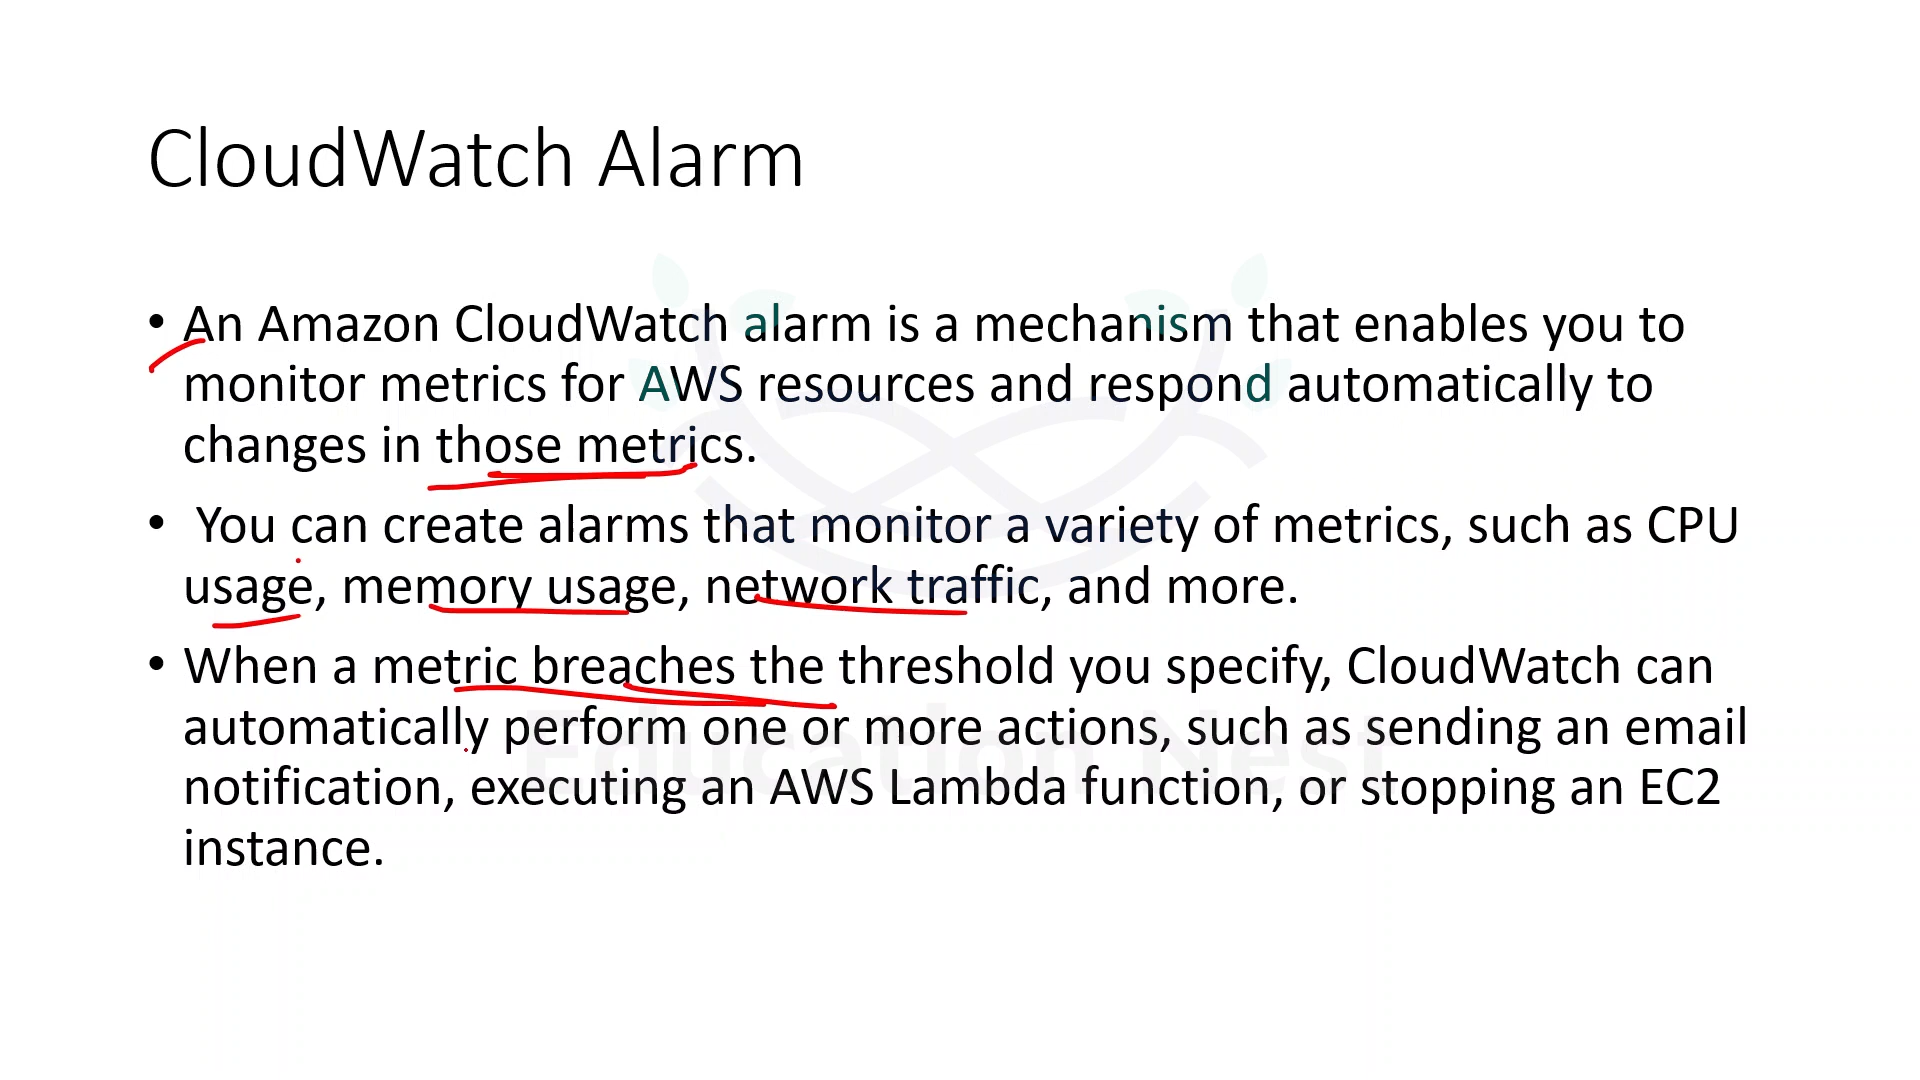 CloudWatch Alarm
• An Amazon CloudWatch alarm is a mechanism that enables you to
monitor metrics for AWS resources and respond automatically to
changes in those metrics.
• You can create alarms that monitor a variety of metrics, such as CPU
usage, memory usage, network traffic, and more.
• When a metric breaches the threshold you specify, CloudWatch can
automatically perform one or more actions, such as sending an email
notification, executing an AWS Lambda function, or stopping an EC2
instance.
Education Nest